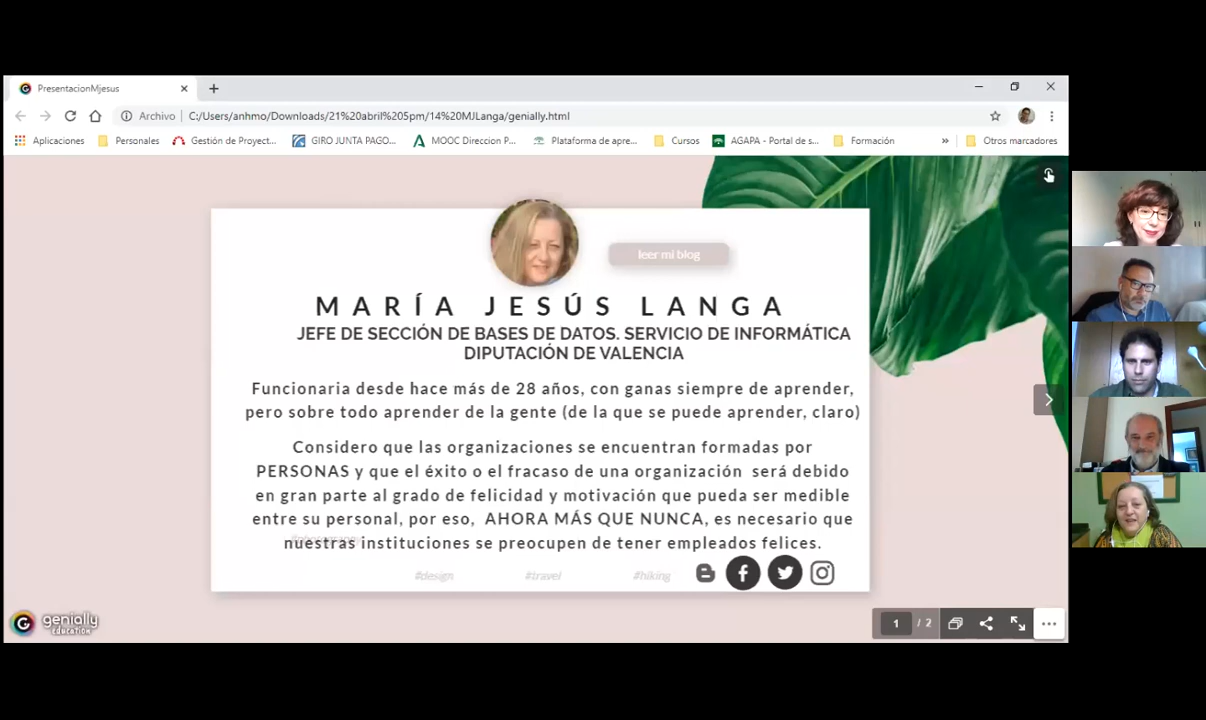 PresentacionMjesus
Archivo C:/Users/anhmo/Downloads/21%20abril%205pm/14%20MJLanga/genially.html
Aplicaciones Personales Gestión de Proyect... GIRO JUNTA PAGO... MOOC Direccion P... Plataforma de apre... Cursos AGAPA - Portal de s... Formación » Otros marcadores
leer mi blog
MARÍA JESÚS LANGA
JEFE DE SECCIÓN DE BASES DE DATOS. SERVICIO DE INFORMÁTICA
DIPUTACIÓN DE VALENCIA
Funcionaria desde hace más de 28 años, con ganas siempre de aprender,
pero sobre todo aprender de la gente (de la que se puede aprender, claro)
Considero que las organizaciones se encuentran formadas por
PERSONAS y que el éxito o el fracaso de una organización será debido
en gran parte al grado de felicidad y motivación que pueda ser medible
entre su personal, por eso, AHORA MÁS QUE NUNCA, es necesario que
nuestras instituciones se preocupen de tener empleados felices.
#design #travel #hiking
genially
education
1 / 2